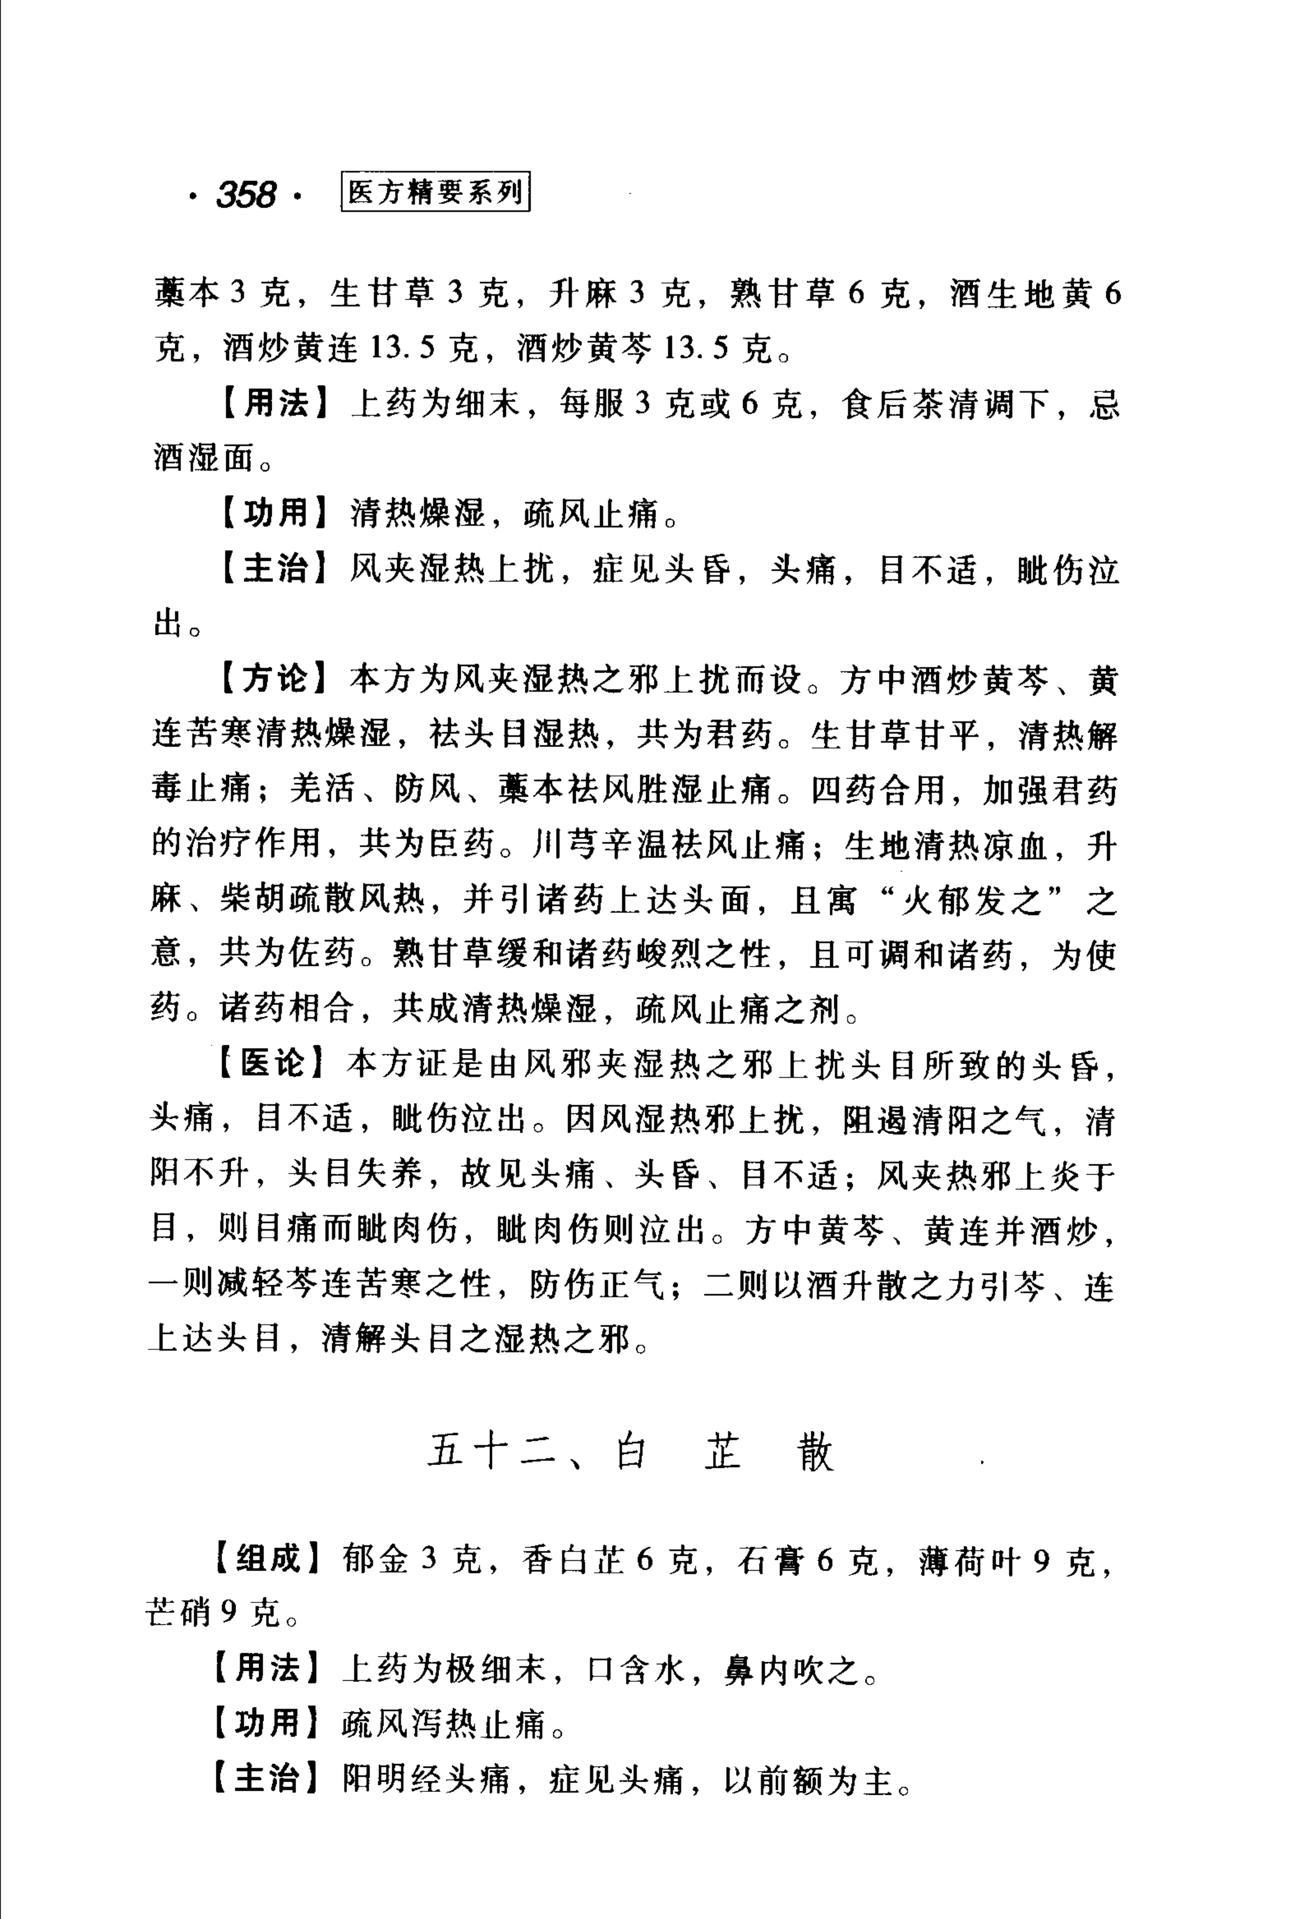 ·358· 医方精要系列
藁本3克，生甘草3克，升麻3克，熟甘草6克，酒生地黄6
克，酒炒黄连13.5克，酒炒黄芩13.5克。
【用法】上药为细末，每服3克或6克，食后茶清调下，忌
酒湿面。
【功用】清热燥湿，疏风止痛。
【主治】风夹湿热上扰，症见头昏，头痛，目不适，眦伤泣
出。
【方论】本方为风夹湿热之邪上扰而设。方中酒炒黄芩、黄
连苦寒清热燥湿，祛头目湿热，共为君药。生甘草甘平，清热解
毒止痛；羌活、防风、藁本祛风胜湿止痛。四药合用，加强君药
的治疗作用，共为臣药。川芎辛温祛风止痛；生地清热凉血，升
麻、柴胡疏散风热，并引诸药上达头面，且寓“火郁发之”之
意，共为佐药。熟甘草缓和诸药峻烈之性，且可调和诸药，为使
药。诸药相合，共成清热燥湿，疏风止痛之剂。
【医论】本方证是由风邪夹湿热之邪上扰头目所致的头昏，
头痛，目不适，眦伤泣出。因风湿热邪上扰，阻遏清阳之气，清
阳不升，头目失养，故见头痛、头昏、目不适；风夹热邪上炎于
目，则目痛而眦肉伤，眦肉伤则泣出。方中黄芩、黄连并酒炒，
一则减轻芩连苦寒之性，防伤正气；二则以酒升散之力引芩、连
上达头目，清解头目之湿热之邪。
五十二、白芷散
【组成】郁金3克，香白芷6克，石膏6克，薄荷叶9克，
芒硝9克。
【用法】上药为极细末，口含水，鼻内吹之。
【功用】疏风泻热止痛。
【主治】阳明经头痛，症见头痛，以前额为主。